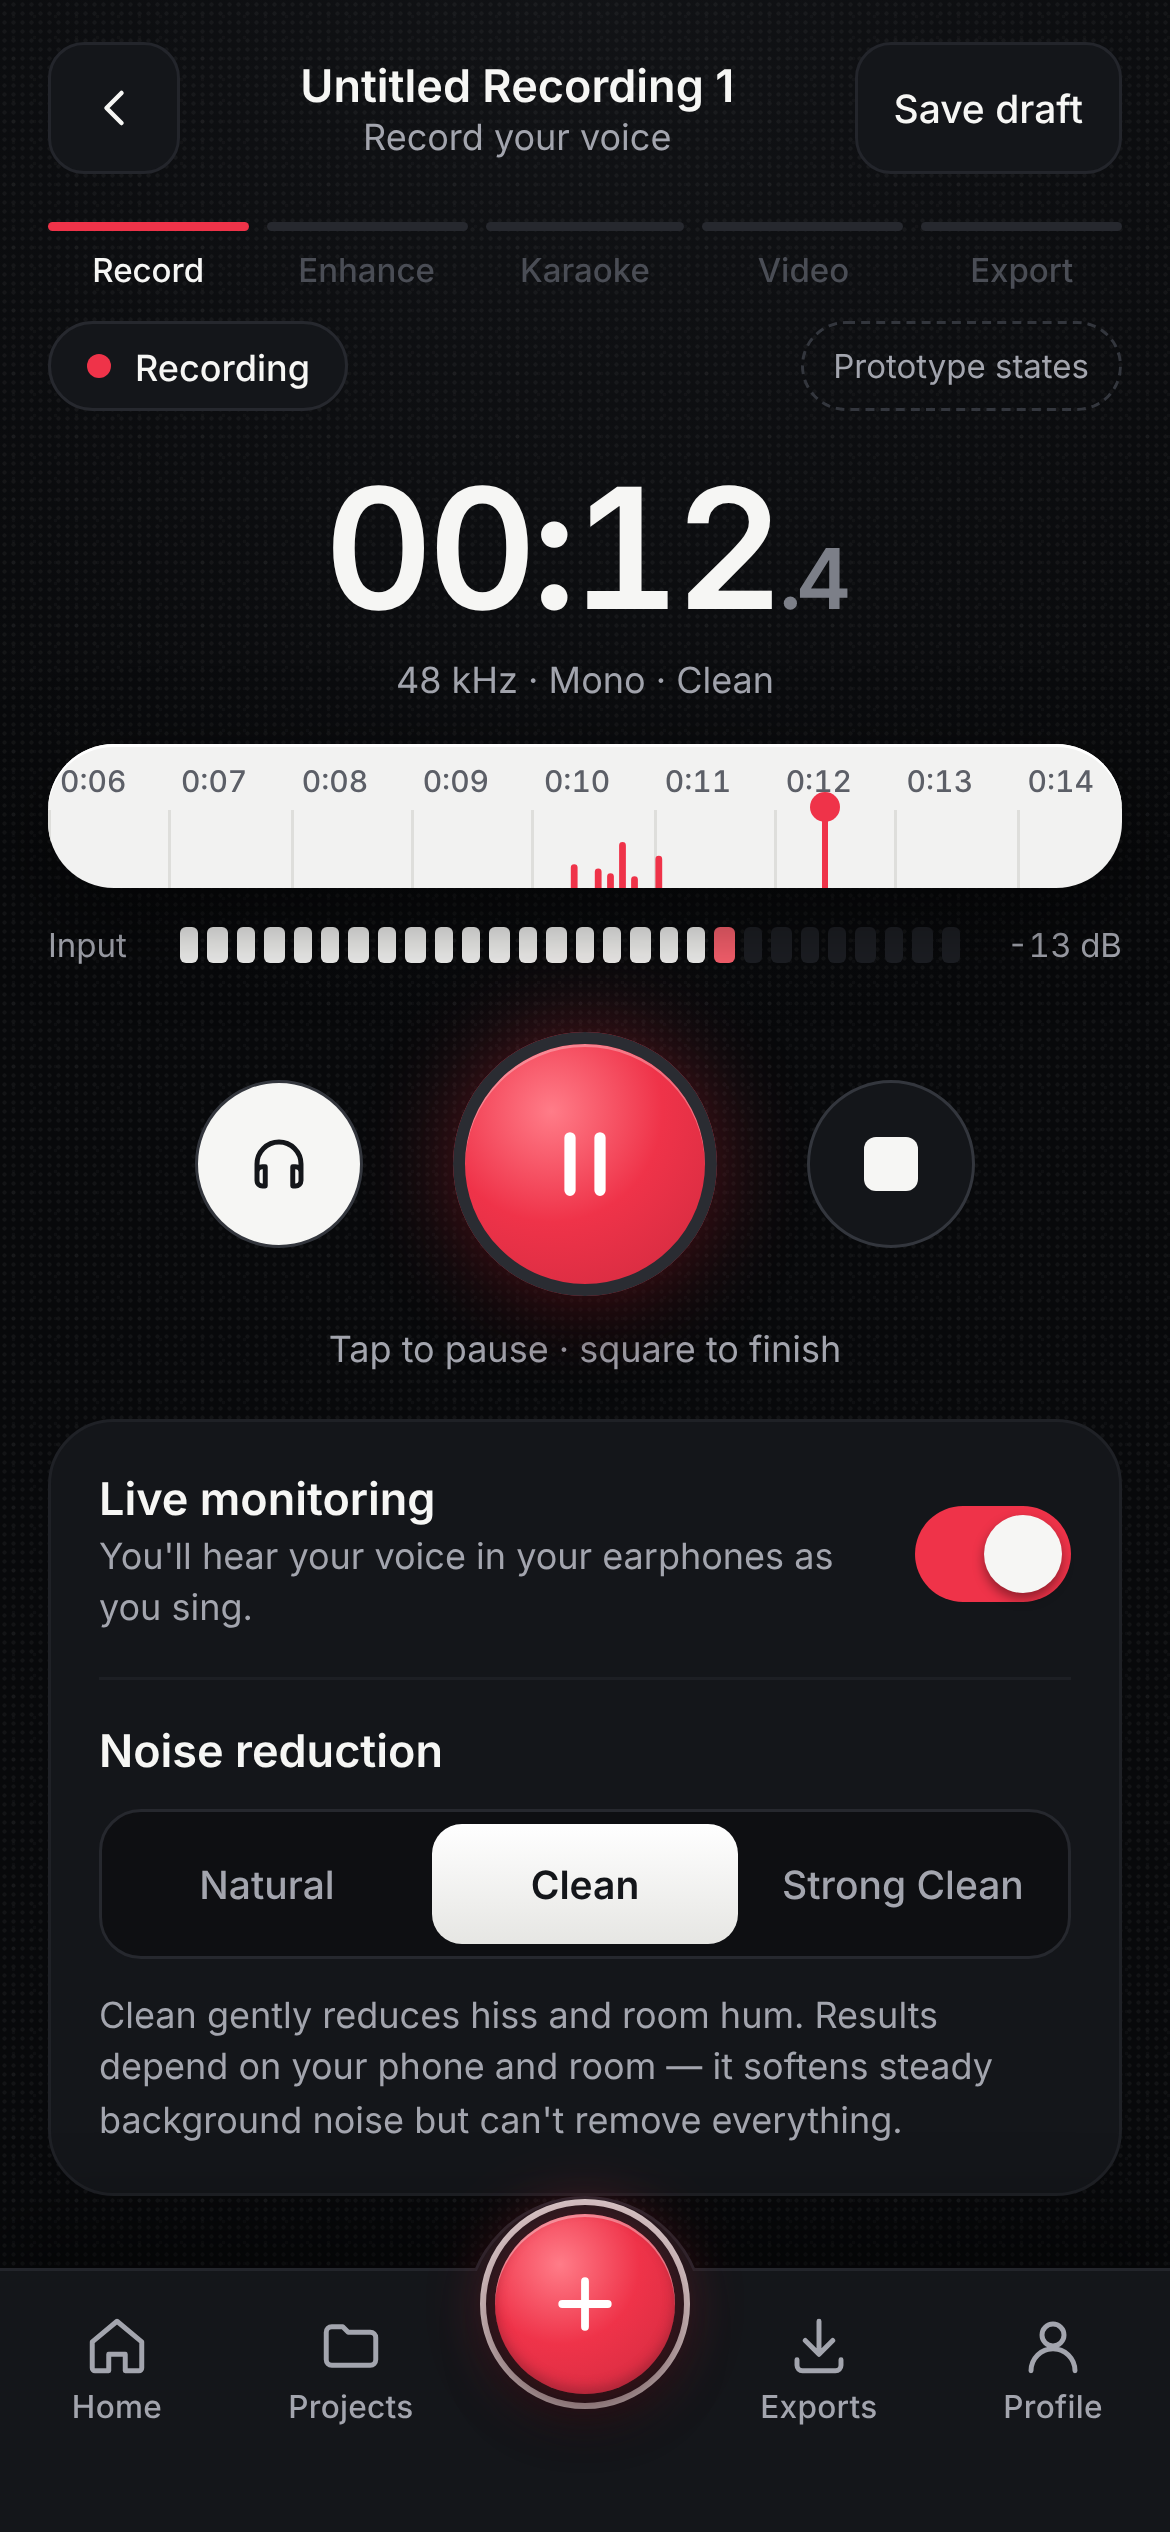 Untitled Recording 1
Record your voice
Save draft
Record
Enhance
Karaoke
Video
Export
Recording
Prototype states
00:12.4
48 kHz · Mono · Clean
0:06 0:07 0:08 0:09 0:10 0:11 0:12 0:13 0:14
Input
-13 dB
Tap to pause · square to finish
Live monitoring
You'll hear your voice in your earphones as
you sing.
Noise reduction
Natural
Clean
Strong Clean
Clean gently reduces hiss and room hum. Results
depend on your phone and room — it softens steady
background noise but can't remove everything.
Home
Projects
Exports
Profile